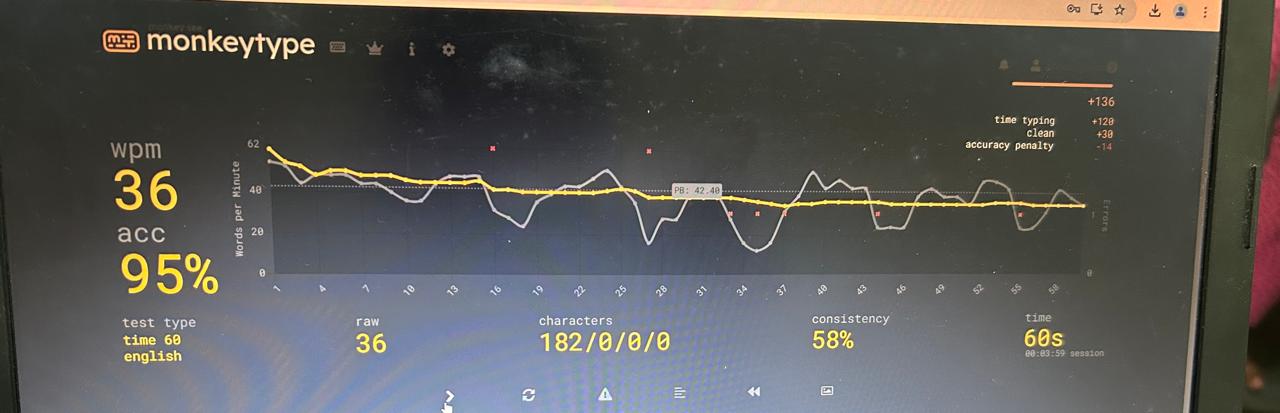 monkeytype
+136
time typing +120
clean +30
accuracy penalty -14
wpm
36
acc
95%
Words per Minute
62
40
20
0
PB: 42.40
Errors
1
0
1 4 7 10 13 16 19 22 25 28 31 34 37 40 43 46 49 52 55 58
test type
time 60
english
raw
36
characters
182/0/0/0
consistency
58%
time
60s
00:03:59 session